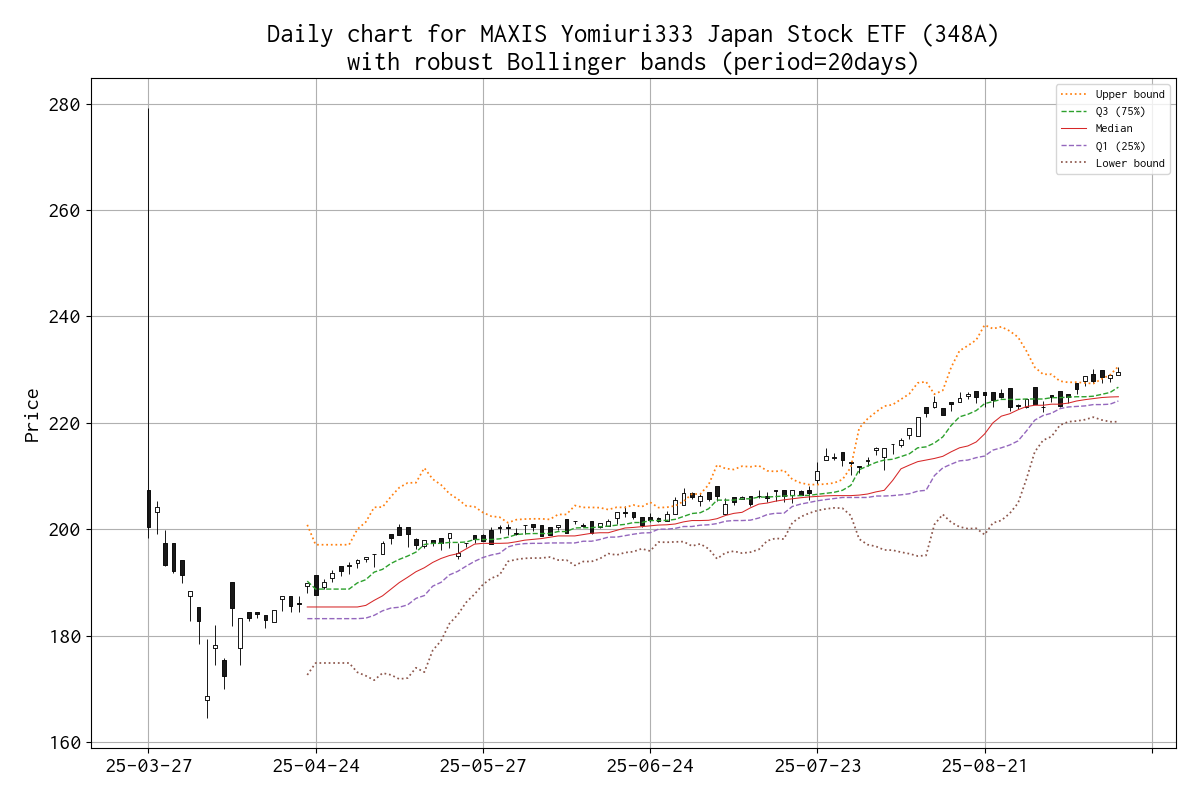 Daily chart for MAXIS Yomiuri333 Japan Stock ETF (348A)
with robust Bollinger bands (period=20days)
Upper bound
Q3 (75%)
Median
Q1 (25%)
Lower bound
280
260
240
220
200
180
160
Price
25-03-27
25-04-24
25-05-27
25-06-24
25-07-23
25-08-21